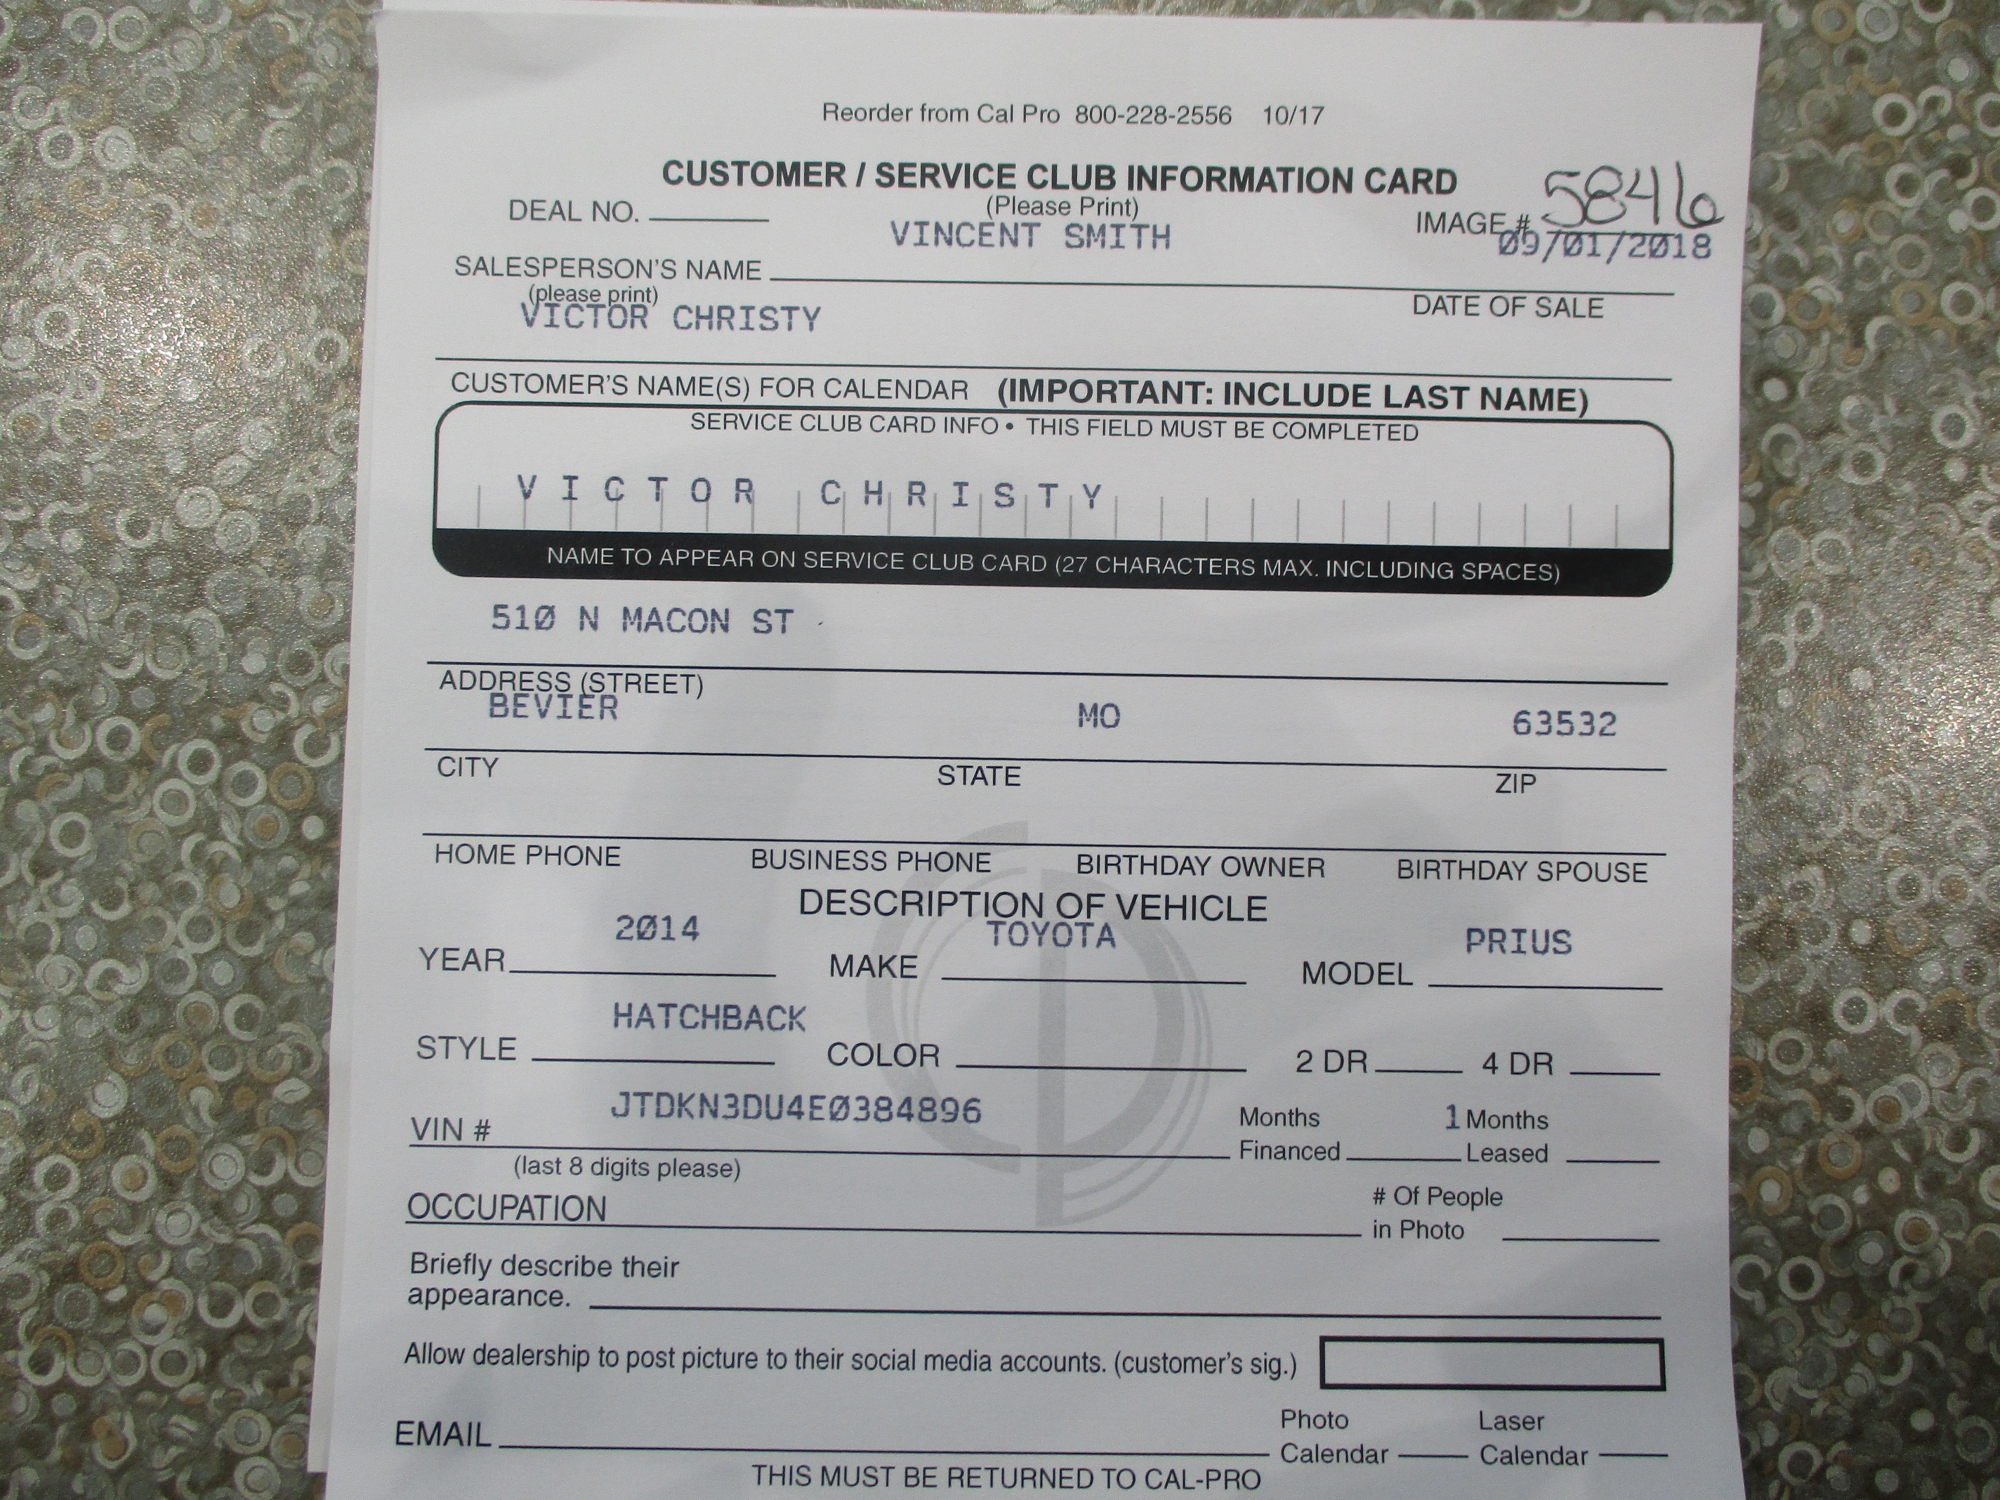 Reorder from Cal Pro 800-228-2556 10/17
CUSTOMER / SERVICE CLUB INFORMATION CARD
(Please Print)
DEAL NO.
IMAGE # 5846
VINCENT SMITH
09/01/2018
SALESPERSON'S NAME
(please print)
DATE OF SALE
VICTOR CHRISTY
CUSTOMER'S NAME(S) FOR CALENDAR (IMPORTANT: INCLUDE LAST NAME)
SERVICE CLUB CARD INFO • THIS FIELD MUST BE COMPLETED
VICTOR CHRISTY
NAME TO APPEAR ON SERVICE CLUB CARD (27 CHARACTERS MAX. INCLUDING SPACES)
510 N MACON ST
ADDRESS (STREET)
BEVIER MO 63532
CITY STATE ZIP
HOME PHONE BUSINESS PHONE BIRTHDAY OWNER BIRTHDAY SPOUSE
DESCRIPTION OF VEHICLE
2014 TOYOTA PRIUS
YEAR MAKE MODEL
HATCHBACK
STYLE COLOR 2 DR 4 DR
JTDKN3DU4E0384896
VIN #
(last 8 digits please)
Months Financed 1 Months Leased
OCCUPATION
# Of People in Photo
Briefly describe their
appearance.
Allow dealership to post picture to their social media accounts. (customer's sig.)
EMAIL
Photo Calendar Laser Calendar
THIS MUST BE RETURNED TO CAL-PRO